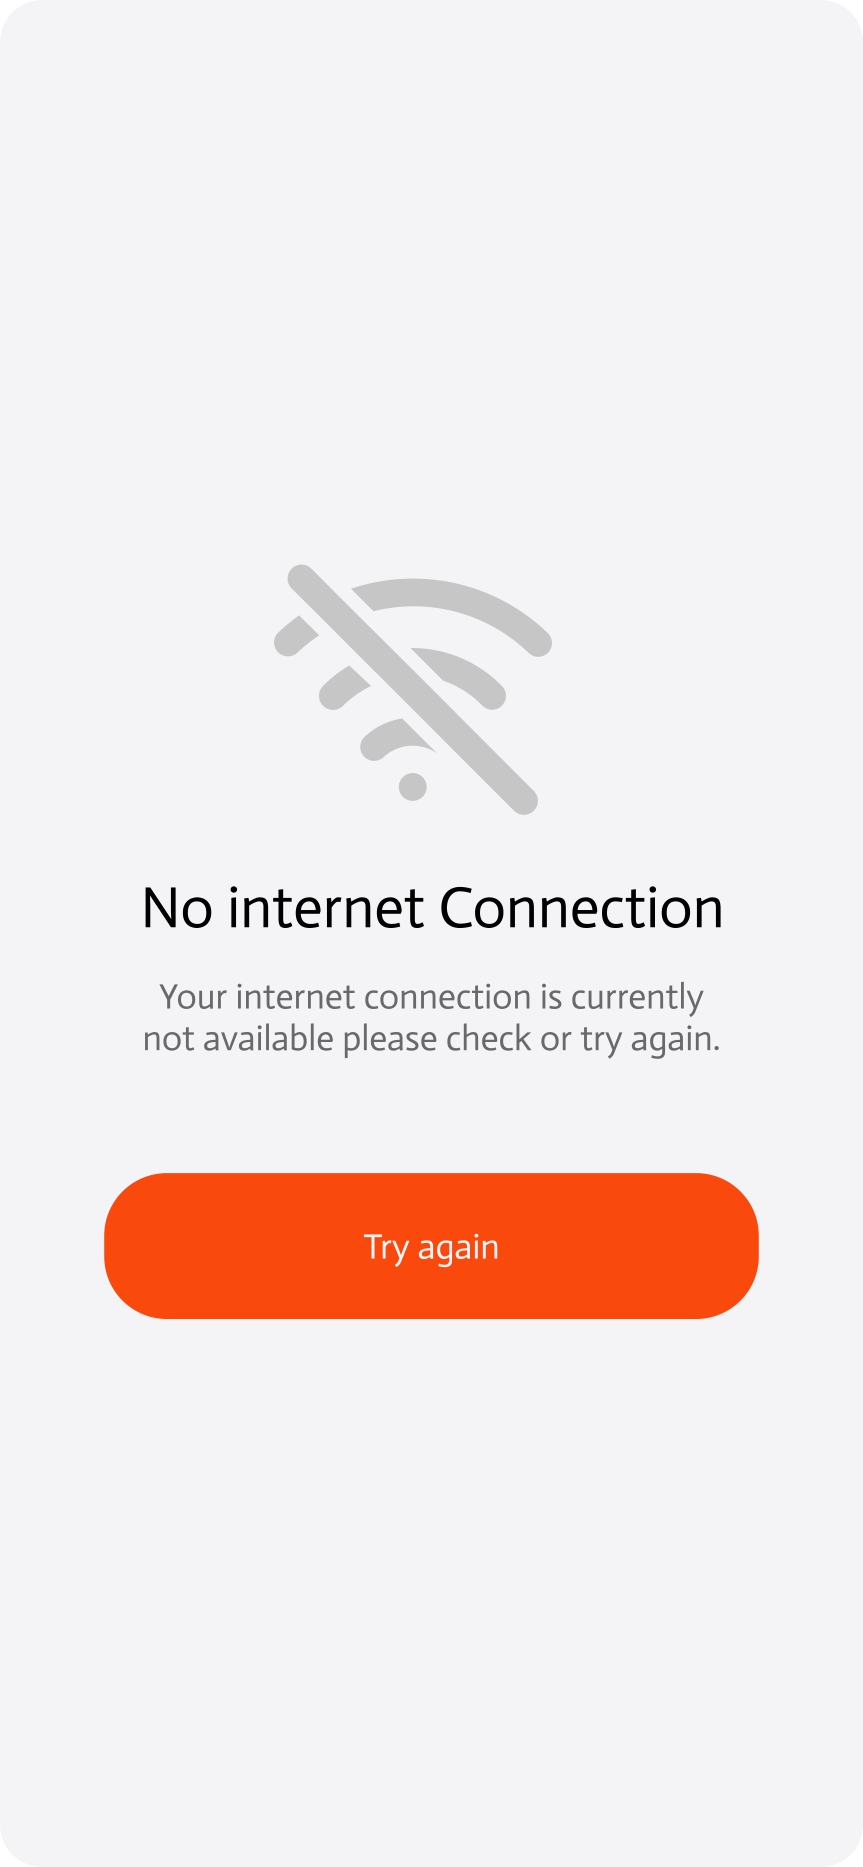 No internet Connection
Your internet connection is currently
not available please check or try again.
Try again